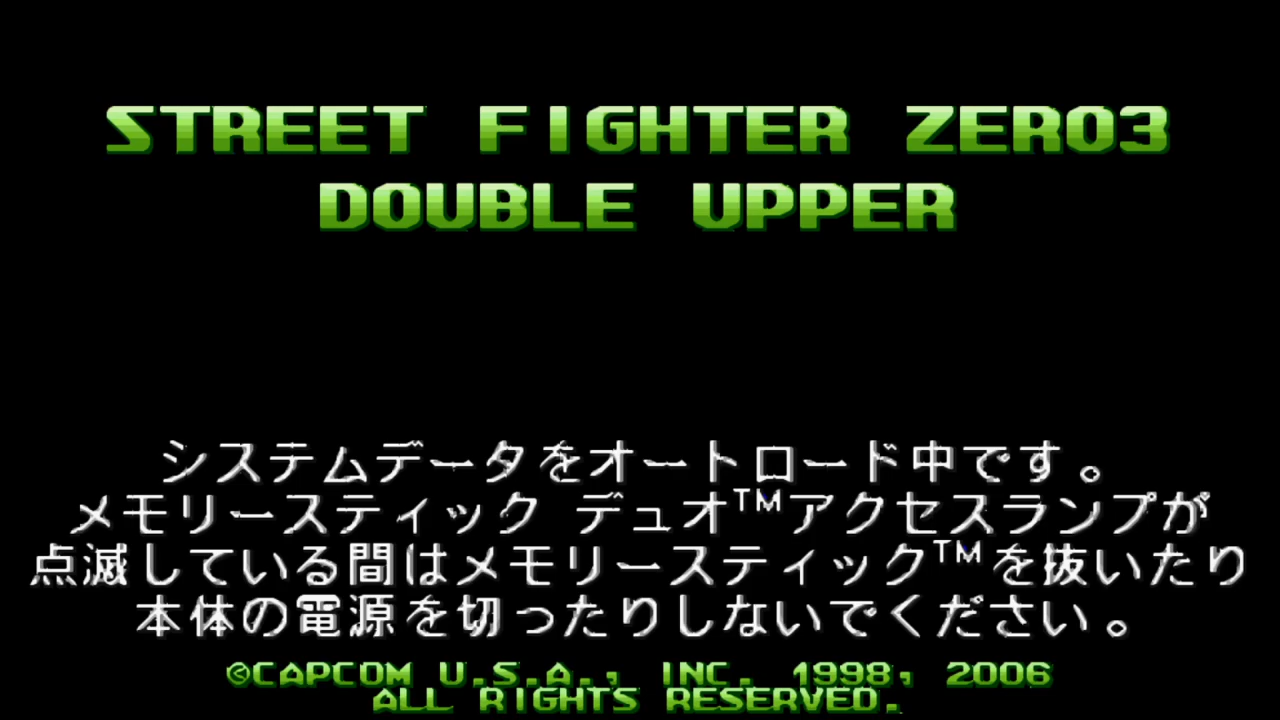 STREET FIGHTER ZERO3
DOUBLE UPPER
システムデータをオートロード中です。
メモリースティック デュオ™アクセスランプが
点滅している間はメモリースティック™を抜いたり
本体の電源を切ったりしないでください。
©CAPCOM U.S.A., INC. 1998, 2006
ALL RIGHTS RESERVED.